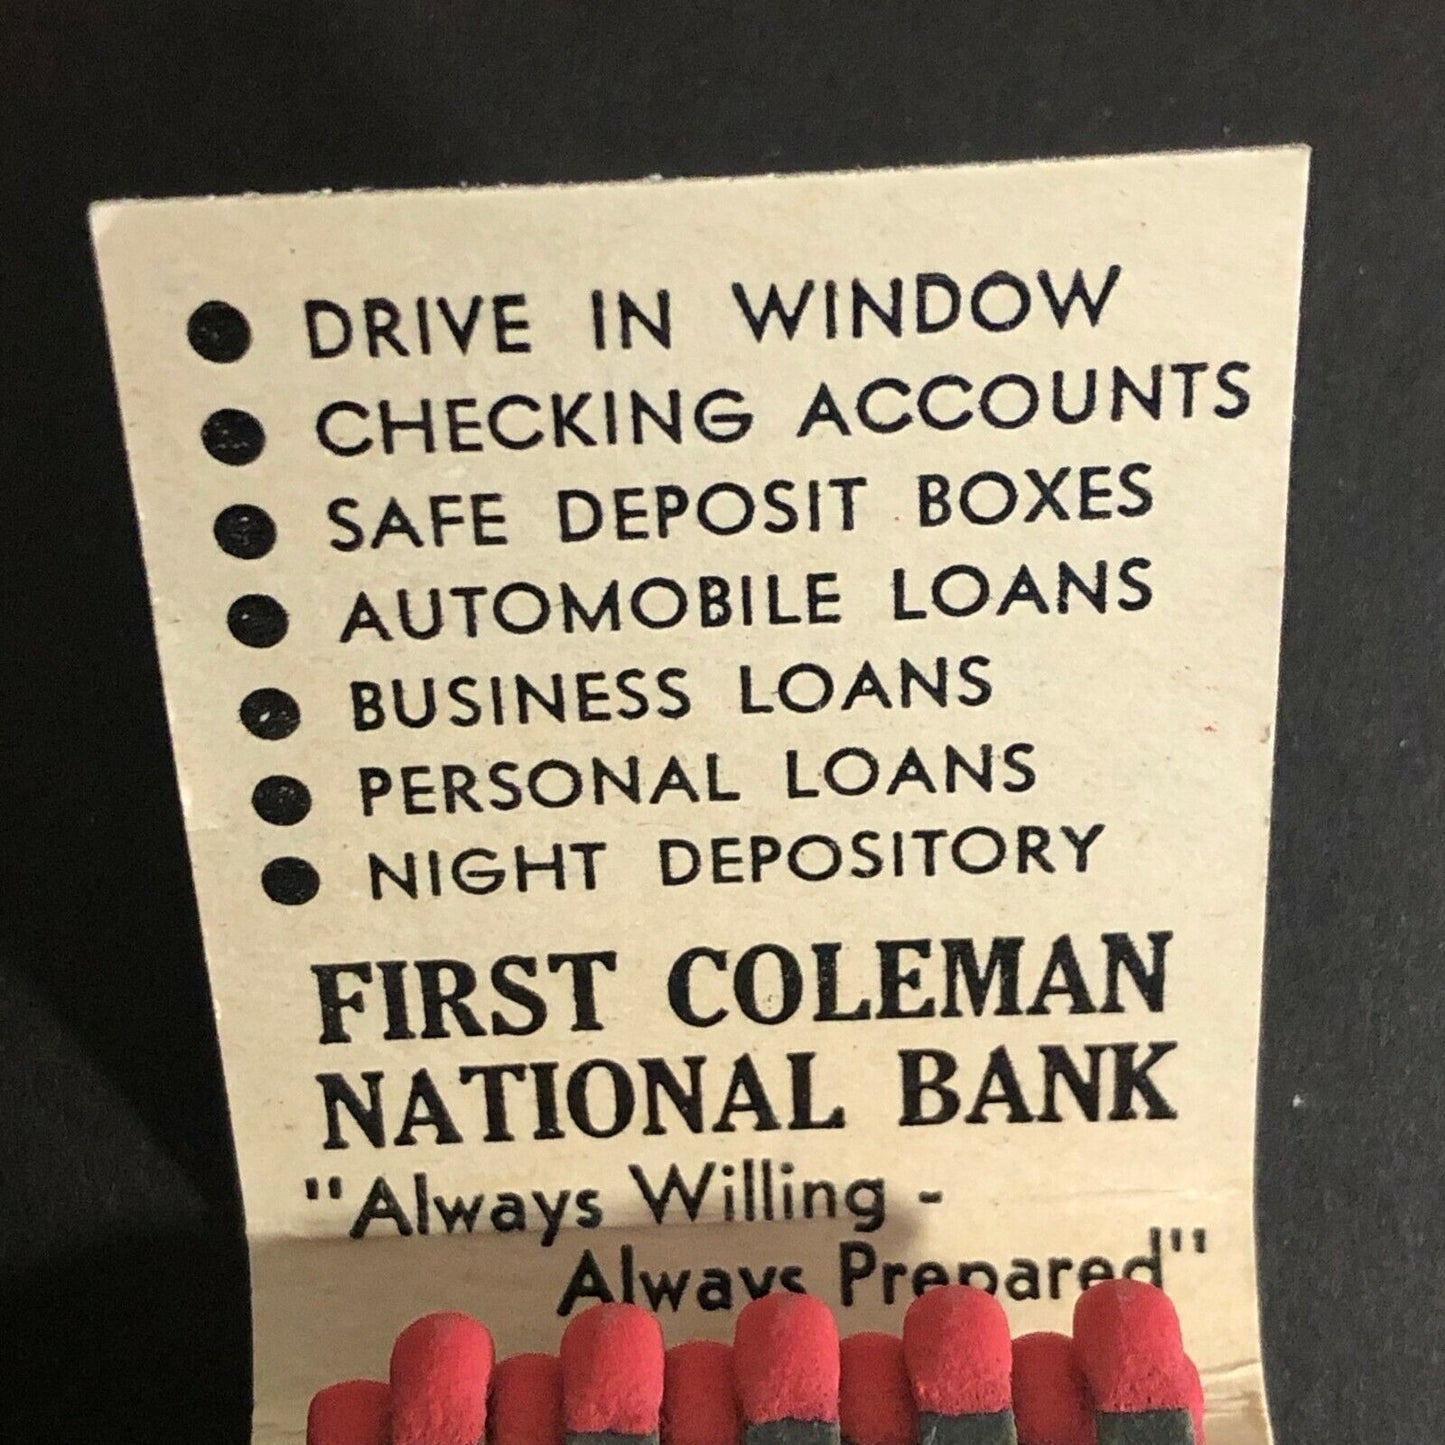 ● DRIVE IN WINDOW
● CHECKING ACCOUNTS
● SAFE DEPOSIT BOXES
● AUTOMOBILE LOANS
● BUSINESS LOANS
● PERSONAL LOANS
● NIGHT DEPOSITORY
FIRST COLEMAN
NATIONAL BANK
"Always Willing -
Always Prepared"